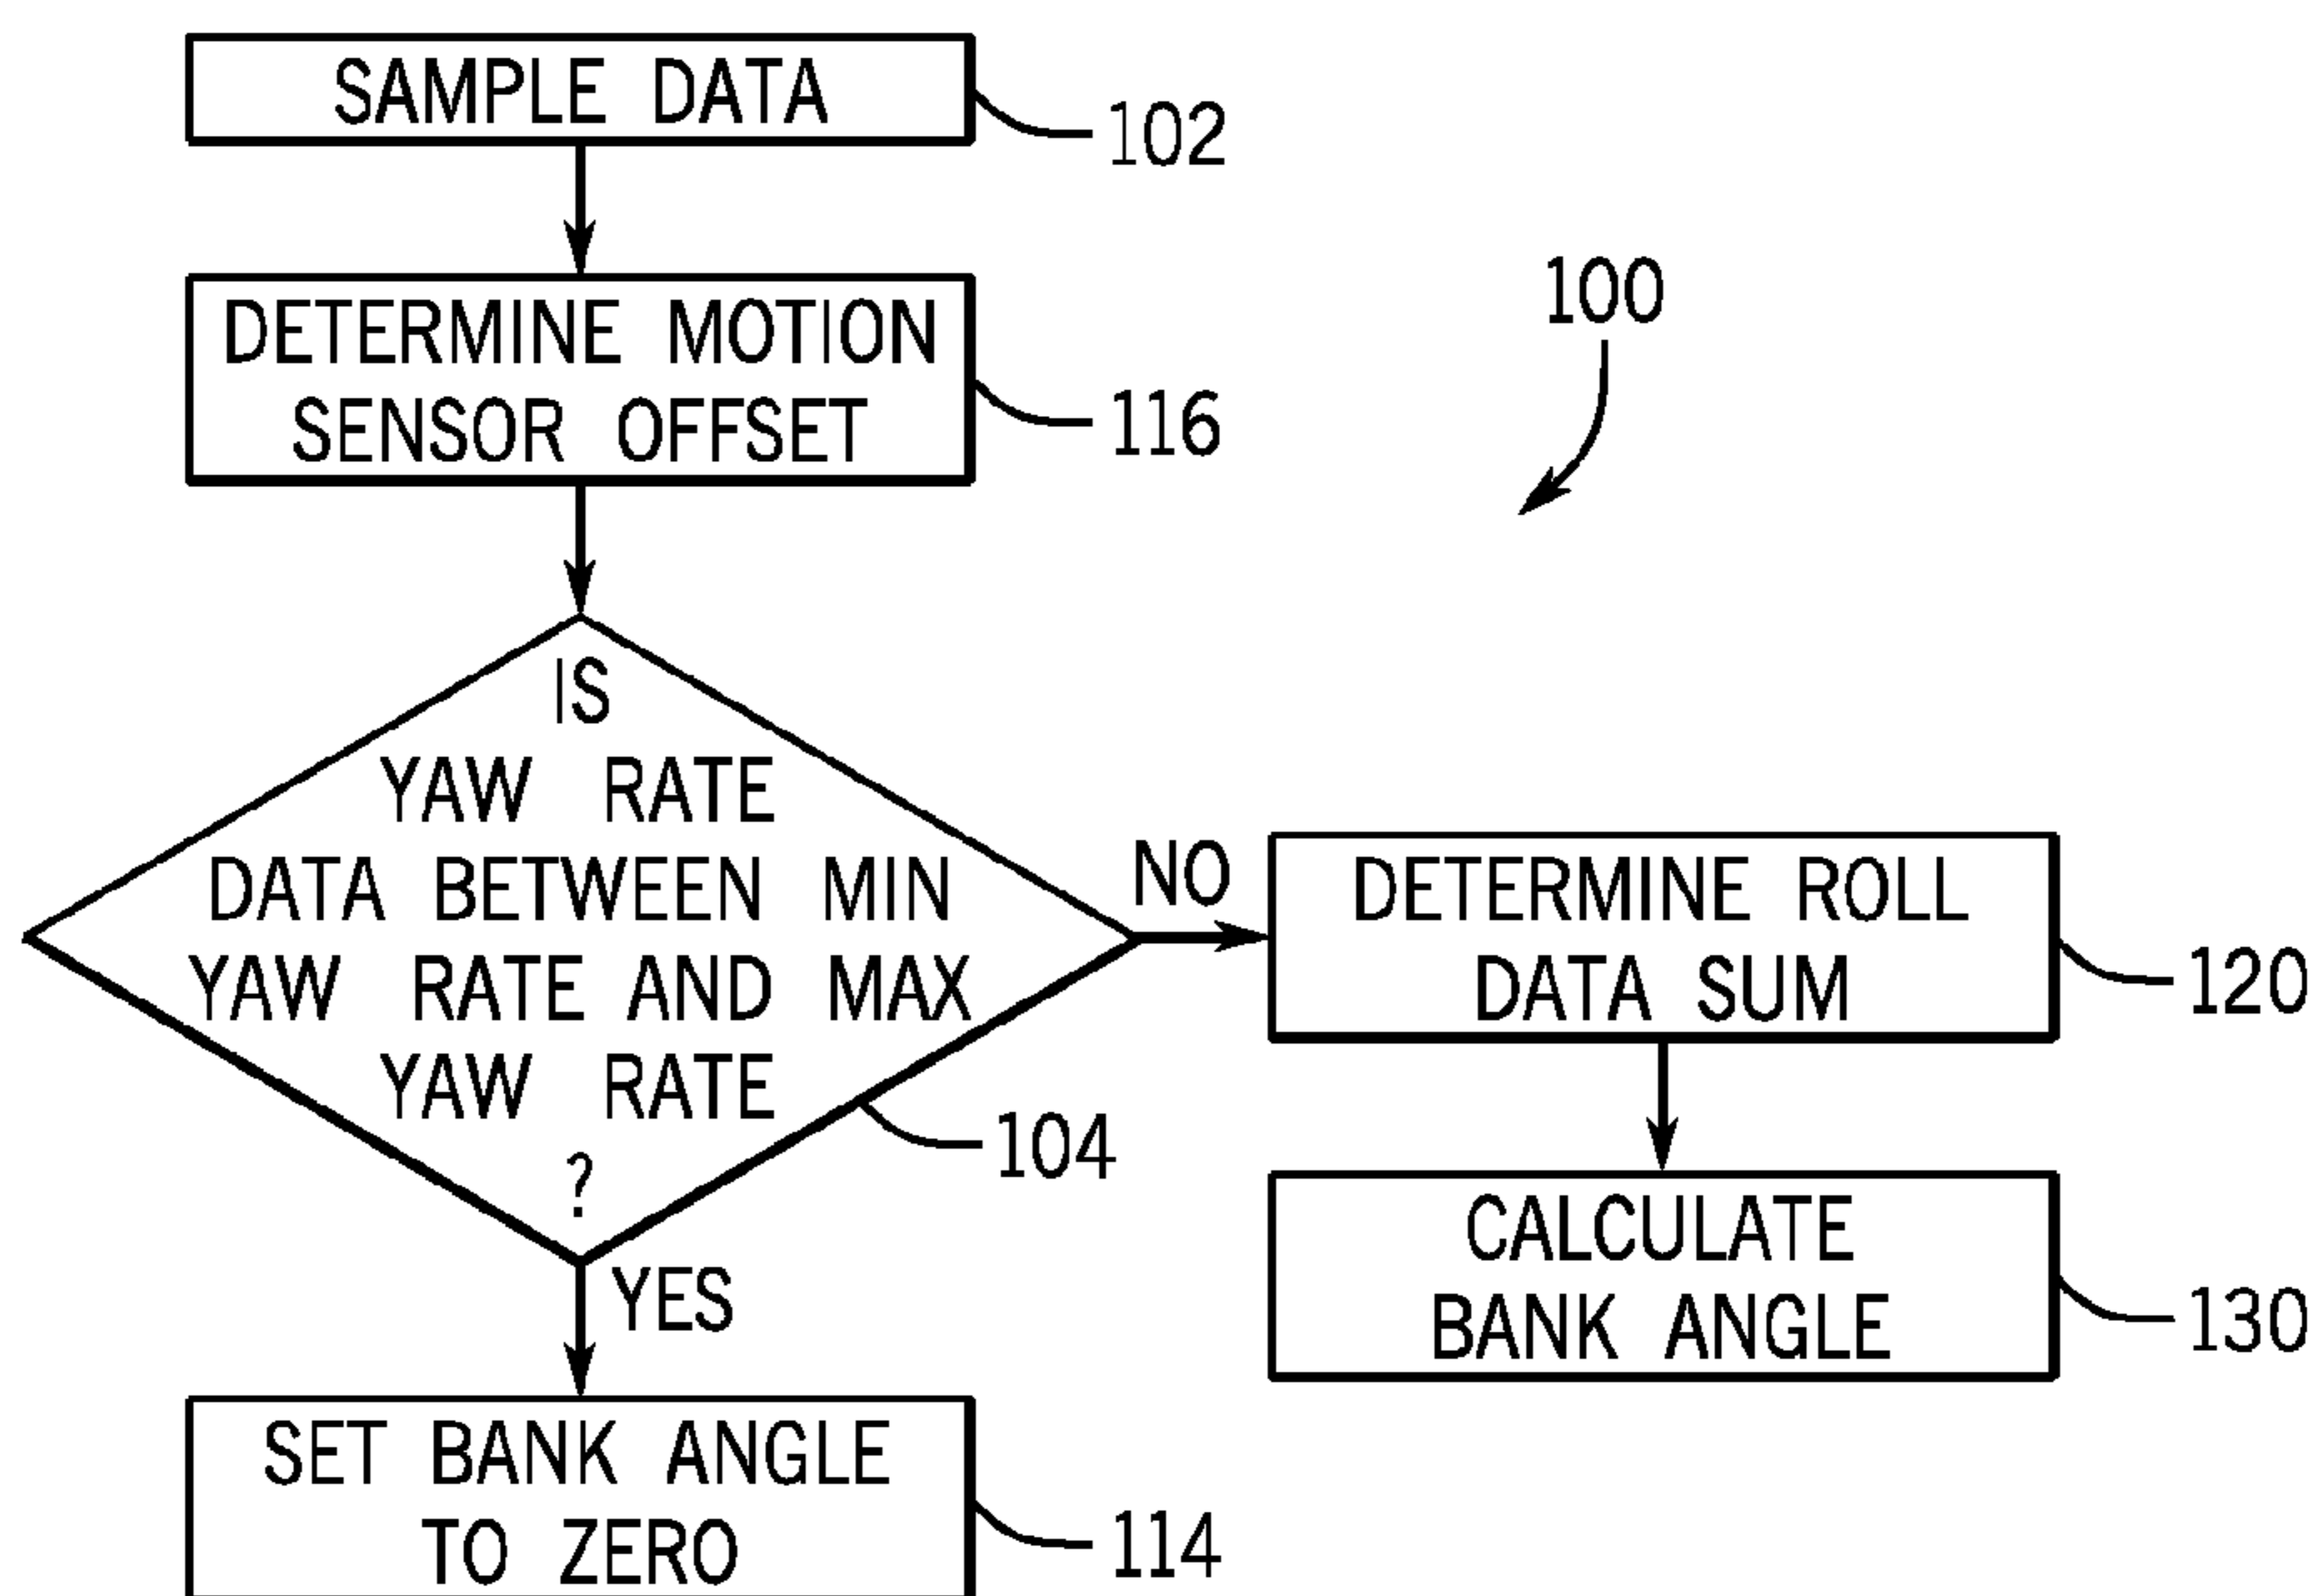 SAMPLE DATA
102
DETERMINE MOTION
SENSOR OFFSET
116
100
IS
YAW RATE
DATA BETWEEN MIN
YAW RATE AND MAX
YAW RATE
?
104
NO
DETERMINE ROLL
DATA SUM
120
CALCULATE
BANK ANGLE
130
YES
SET BANK ANGLE
TO ZERO
114